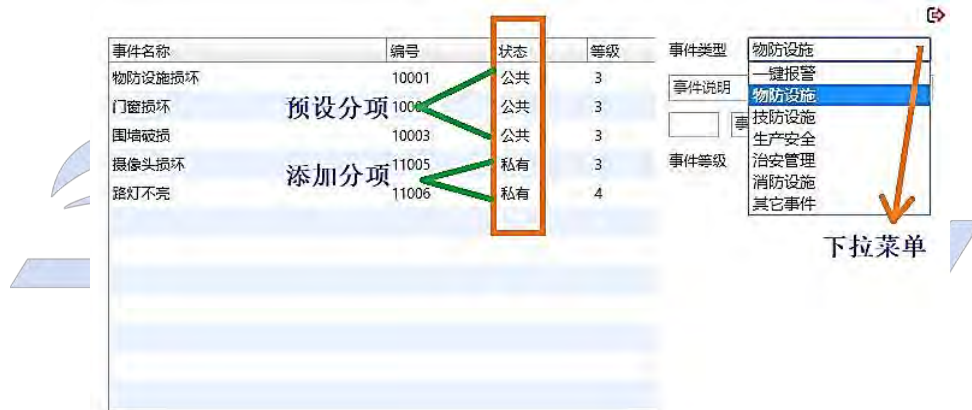 事件名称 编号 状态 等级 事件类型 物防设施
物防设施损坏 10001 公共 3 一键报警
事件说明 物防设施
预设分项
门窗损坏 公共 3 技防设施
围墙破损 10003 公共 3 生产安全
摄像头损坏 11005 私有 3 事件等级 治安管理
添加分项
路灯不亮 11006 私有 4 消防设施
其它事件
下拉菜单